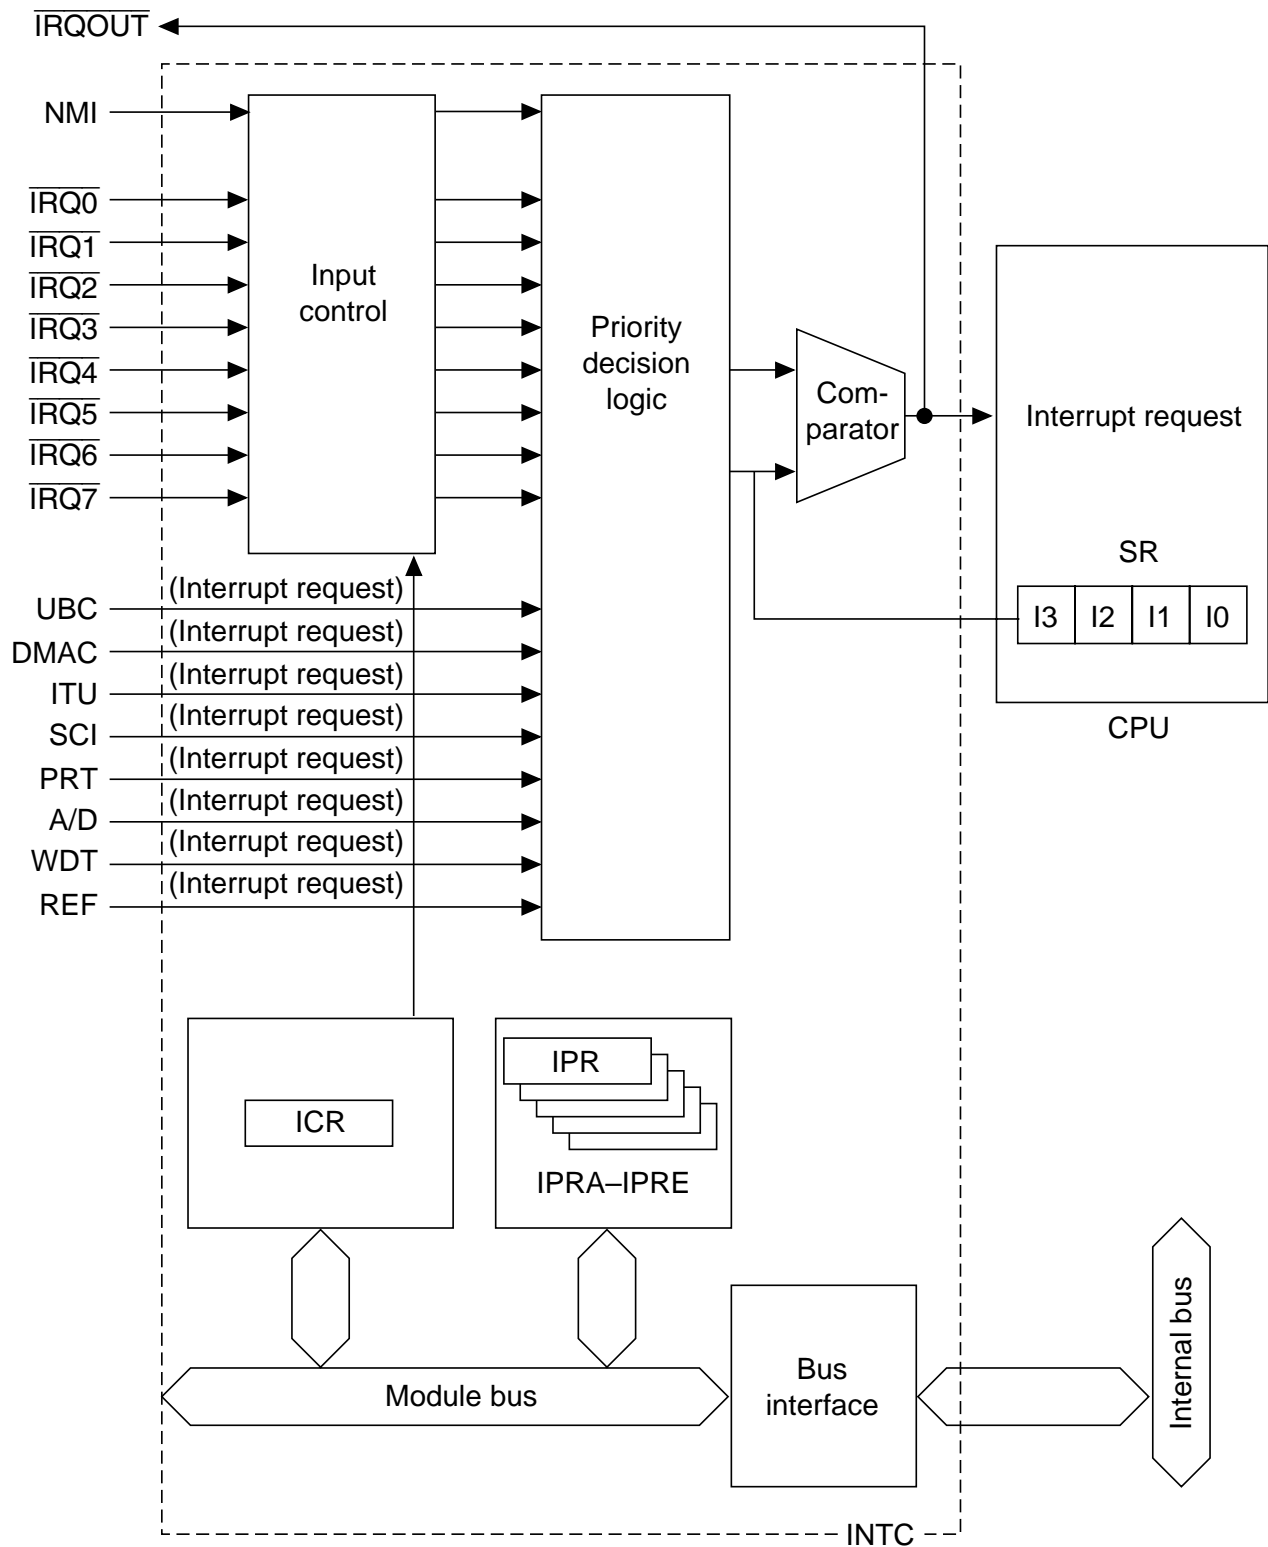 IRQOUT
NMI
IRQ0
IRQ1
IRQ2
IRQ3
IRQ4
IRQ5
IRQ6
IRQ7
Input
control
Priority
decision
logic
Com-
parator
Interrupt request
SR
I3 I2 I1 I0
CPU
UBC (Interrupt request)
DMAC (Interrupt request)
ITU (Interrupt request)
SCI (Interrupt request)
PRT (Interrupt request)
A/D (Interrupt request)
WDT (Interrupt request)
REF (Interrupt request)
ICR
IPR
IPRA–IPRE
Module bus
Bus
interface
Internal bus
INTC